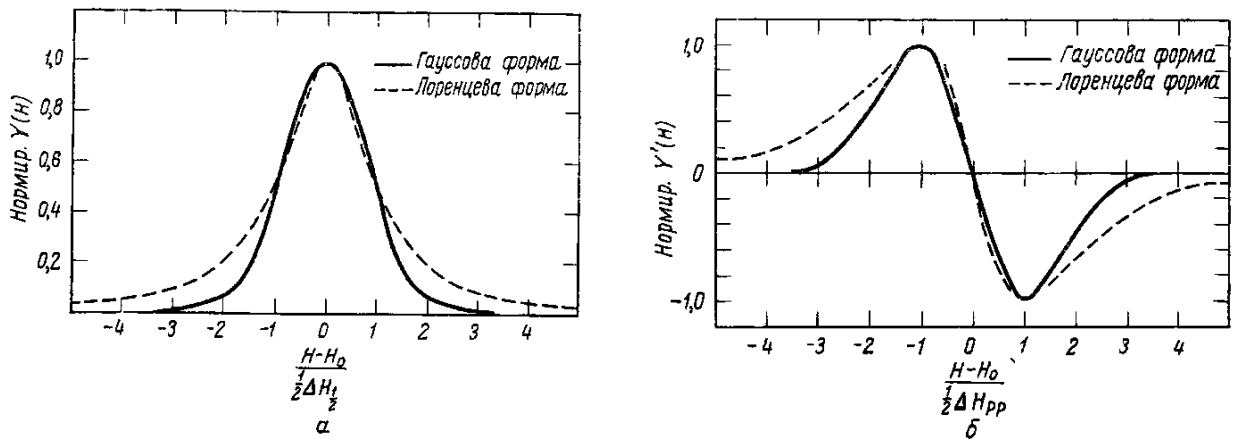 Нормир. Y(н)
1,0
0,8
0,6
0,4
0,2
Гауссова форма
Лоренцева форма
-4 -3 -2 -1 0 1 2 3 4
H-H₀
½ΔH½
а
Нормир. Y'(н)
1,0
0
-1,0
Гауссова форма
Лоренцева форма
-4 -3 -2 -1 0 1 2 3 4
H-H₀
½ΔHpp
б